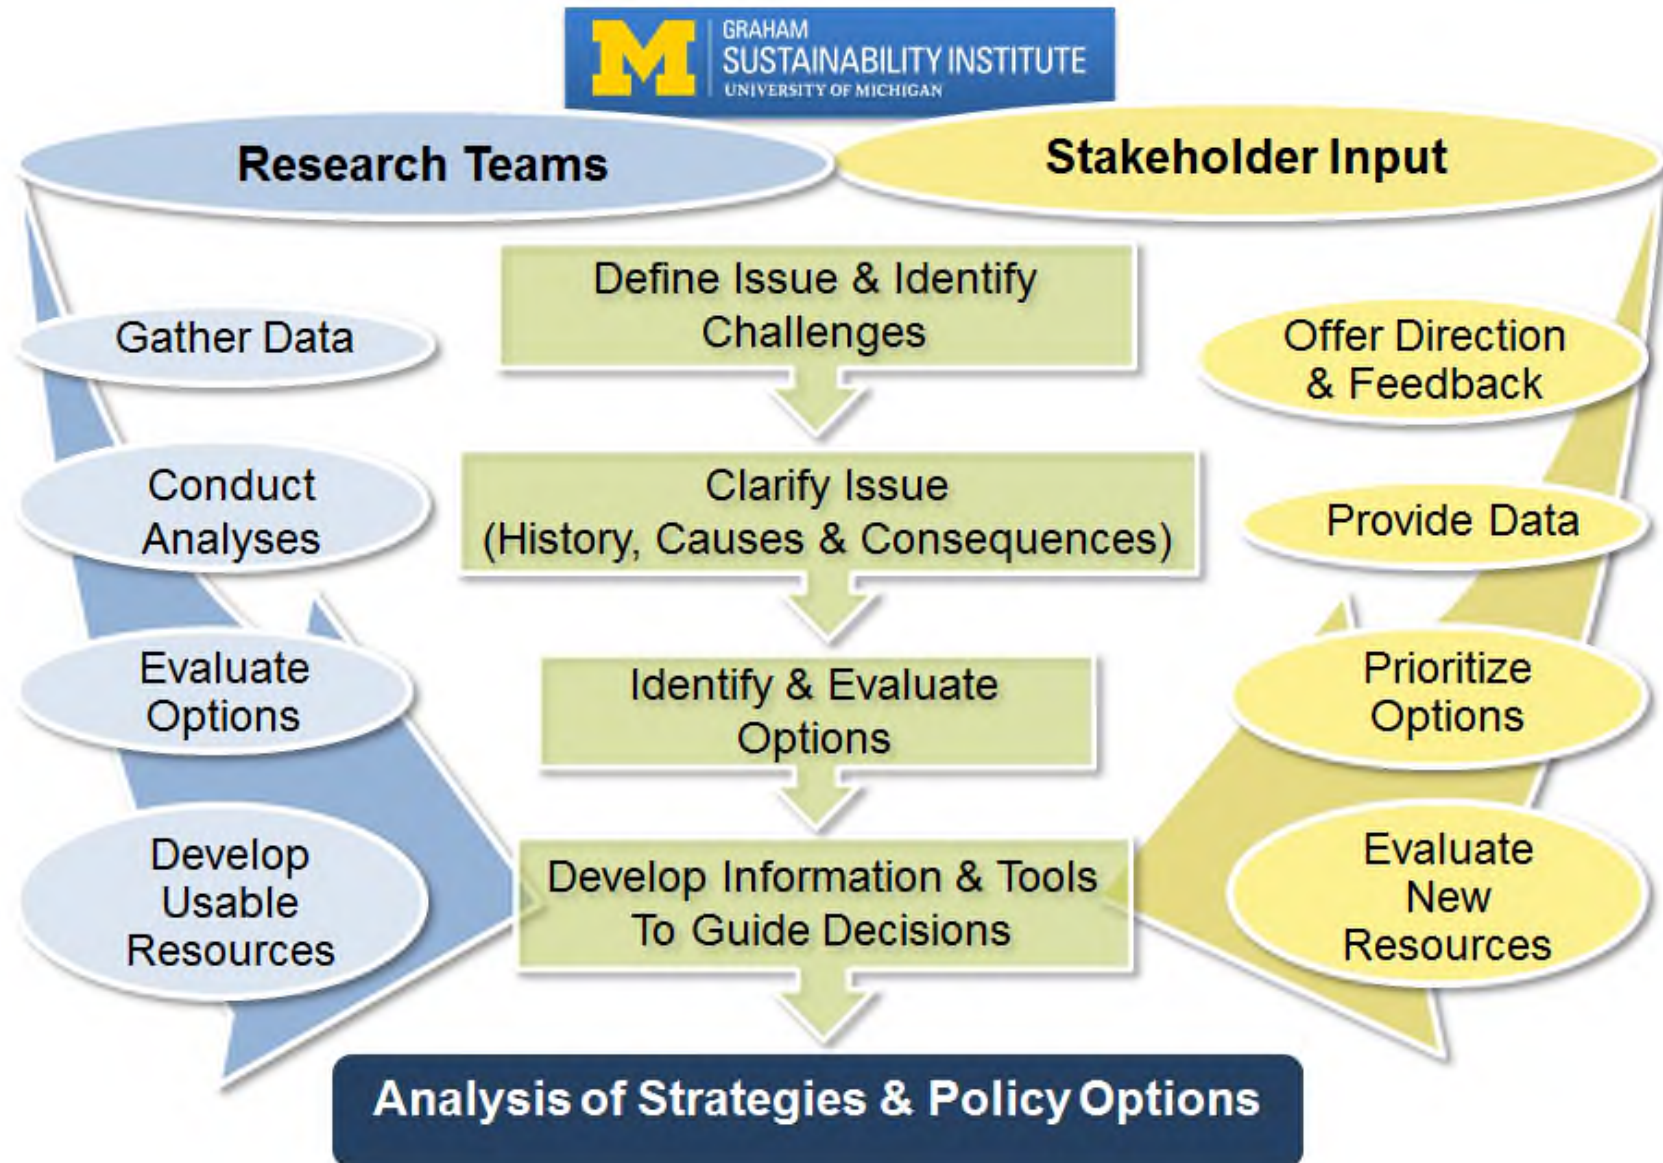 M
GRAHAM
SUSTAINABILITY INSTITUTE
UNIVERSITY OF MICHIGAN
Research Teams
Stakeholder Input
Define Issue & Identify
Challenges
Gather Data
Offer Direction
& Feedback
Conduct
Analyses
Clarify Issue
(History, Causes & Consequences)
Provide Data
Evaluate
Options
Identify & Evaluate
Options
Prioritize
Options
Develop
Usable
Resources
Develop Information & Tools
To Guide Decisions
Evaluate
New
Resources
Analysis of Strategies & Policy Options